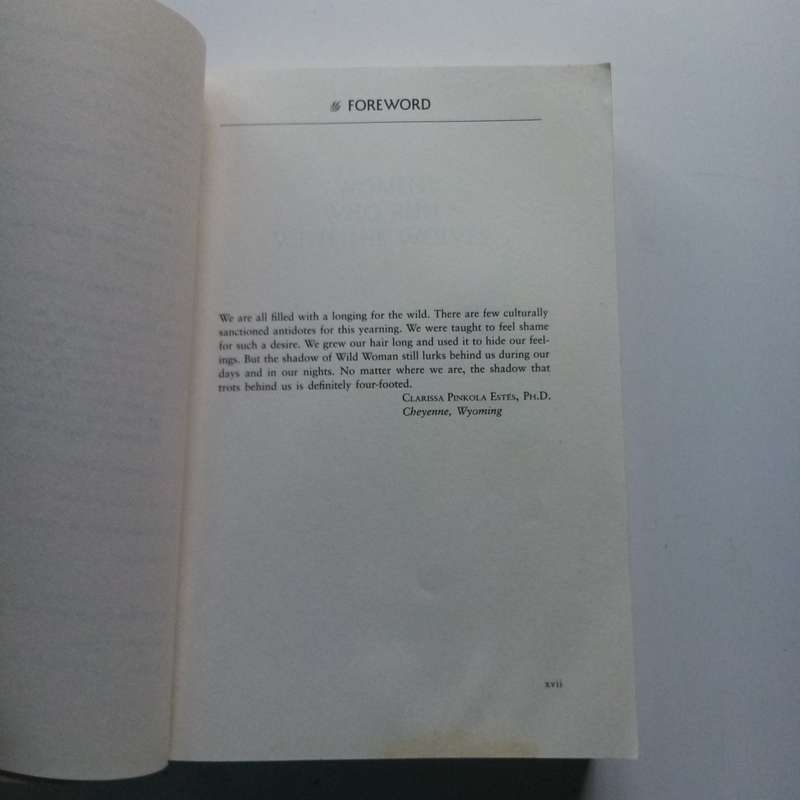 FOREWORD
We are all filled with a longing for the wild. There are few culturally
sanctioned antidotes for this yearning. We were taught to feel shame
for such a desire. We grew our hair long and used it to hide our feel-
ings. But the shadow of Wild Woman still lurks behind us during our
days and in our nights. No matter where we are, the shadow that
trots behind us is definitely four-footed.
CLARISSA PINKOLA ESTÉS, PH.D.
Cheyenne, Wyoming
xvii